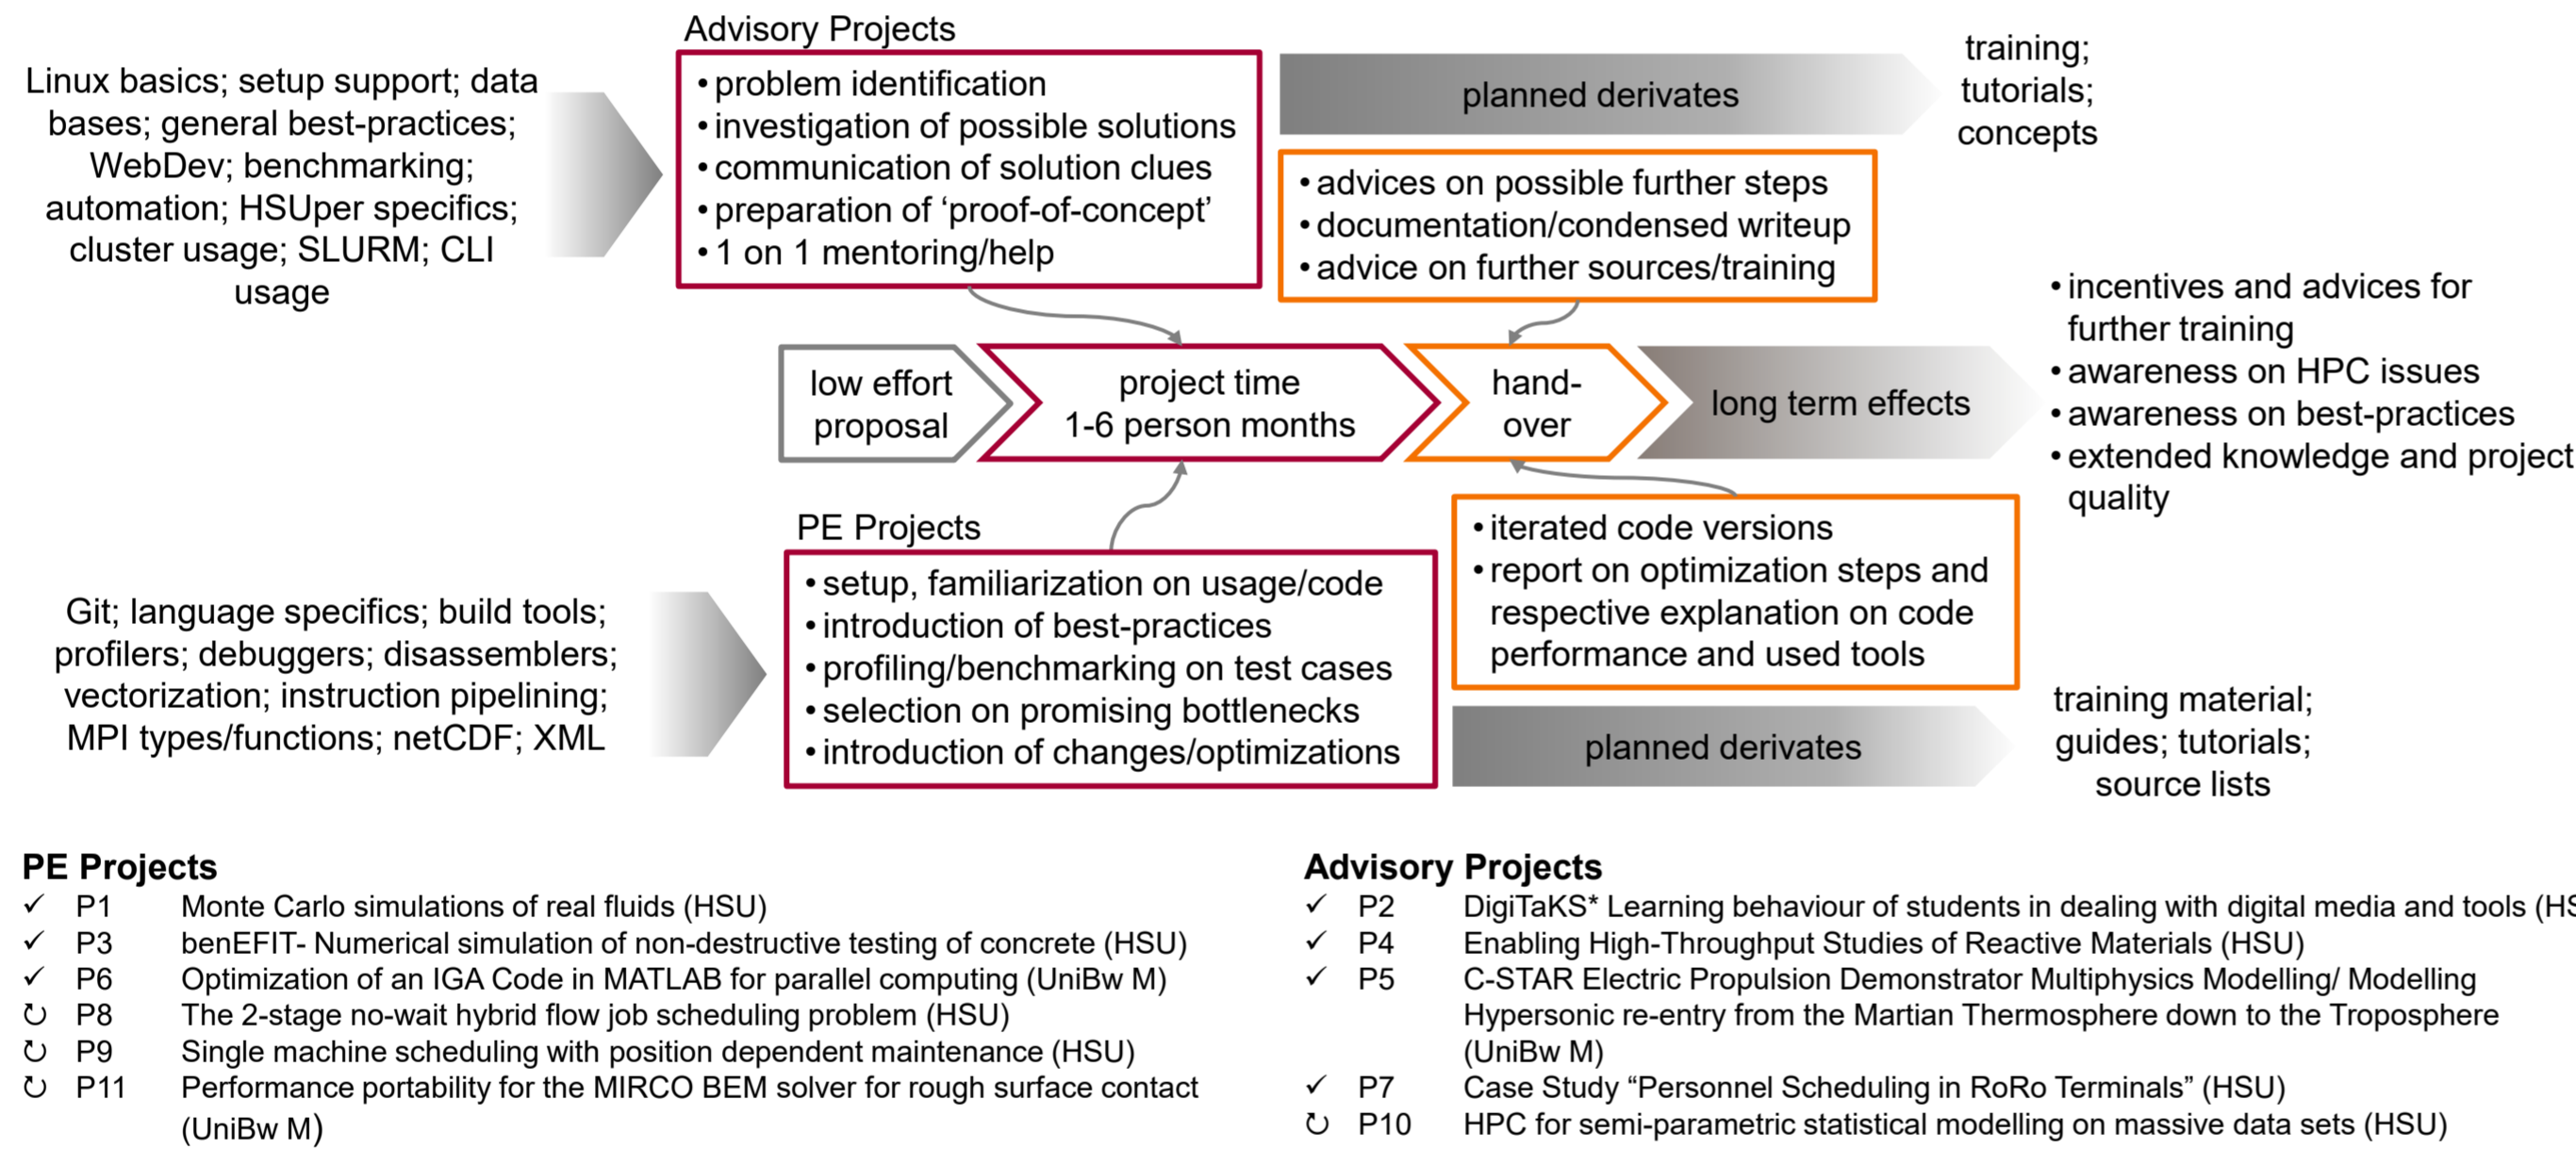 Advisory Projects
Linux basics; setup support; data
bases; general best-practices;
WebDev; benchmarking;
automation; HSUper specifics;
cluster usage; SLURM; CLI
usage
• problem identification
• investigation of possible solutions
• communication of solution clues
• preparation of ‘proof-of-concept’
• 1 on 1 mentoring/help
planned derivates
training;
tutorials;
concepts
• advices on possible further steps
• documentation/condensed writeup
• advice on further sources/training
low effort
proposal
project time
1-6 person months
hand-
over
long term effects
• incentives and advices for
further training
• awareness on HPC issues
• awareness on best-practices
• extended knowledge and project
quality
PE Projects
Git; language specifics; build tools;
profilers; debuggers; disassemblers;
vectorization; instruction pipelining;
MPI types/functions; netCDF; XML
• setup, familiarization on usage/code
• introduction of best-practices
• profiling/benchmarking on test cases
• selection on promising bottlenecks
• introduction of changes/optimizations
• iterated code versions
• report on optimization steps and
respective explanation on code
performance and used tools
planned derivates
training material;
guides; tutorials;
source lists
PE Projects
✓ P1 Monte Carlo simulations of real fluids (HSU)
✓ P3 benEFIT- Numerical simulation of non-destructive testing of concrete (HSU)
✓ P6 Optimization of an IGA Code in MATLAB for parallel computing (UniBw M)
↻ P8 The 2-stage no-wait hybrid flow job scheduling problem (HSU)
↻ P9 Single machine scheduling with position dependent maintenance (HSU)
↻ P11 Performance portability for the MIRCO BEM solver for rough surface contact
(UniBw M)
Advisory Projects
✓ P2 DigiTaKS* Learning behaviour of students in dealing with digital media and tools
✓ P4 Enabling High-Throughput Studies of Reactive Materials (HSU)
✓ P5 C-STAR Electric Propulsion Demonstrator Multiphysics Modelling/ Modelling
Hypersonic re-entry from the Martian Thermosphere down to the Troposphere
(UniBw M)
✓ P7 Case Study “Personnel Scheduling in RoRo Terminals” (HSU)
↻ P10 HPC for semi-parametric statistical modelling on massive data sets (HSU)